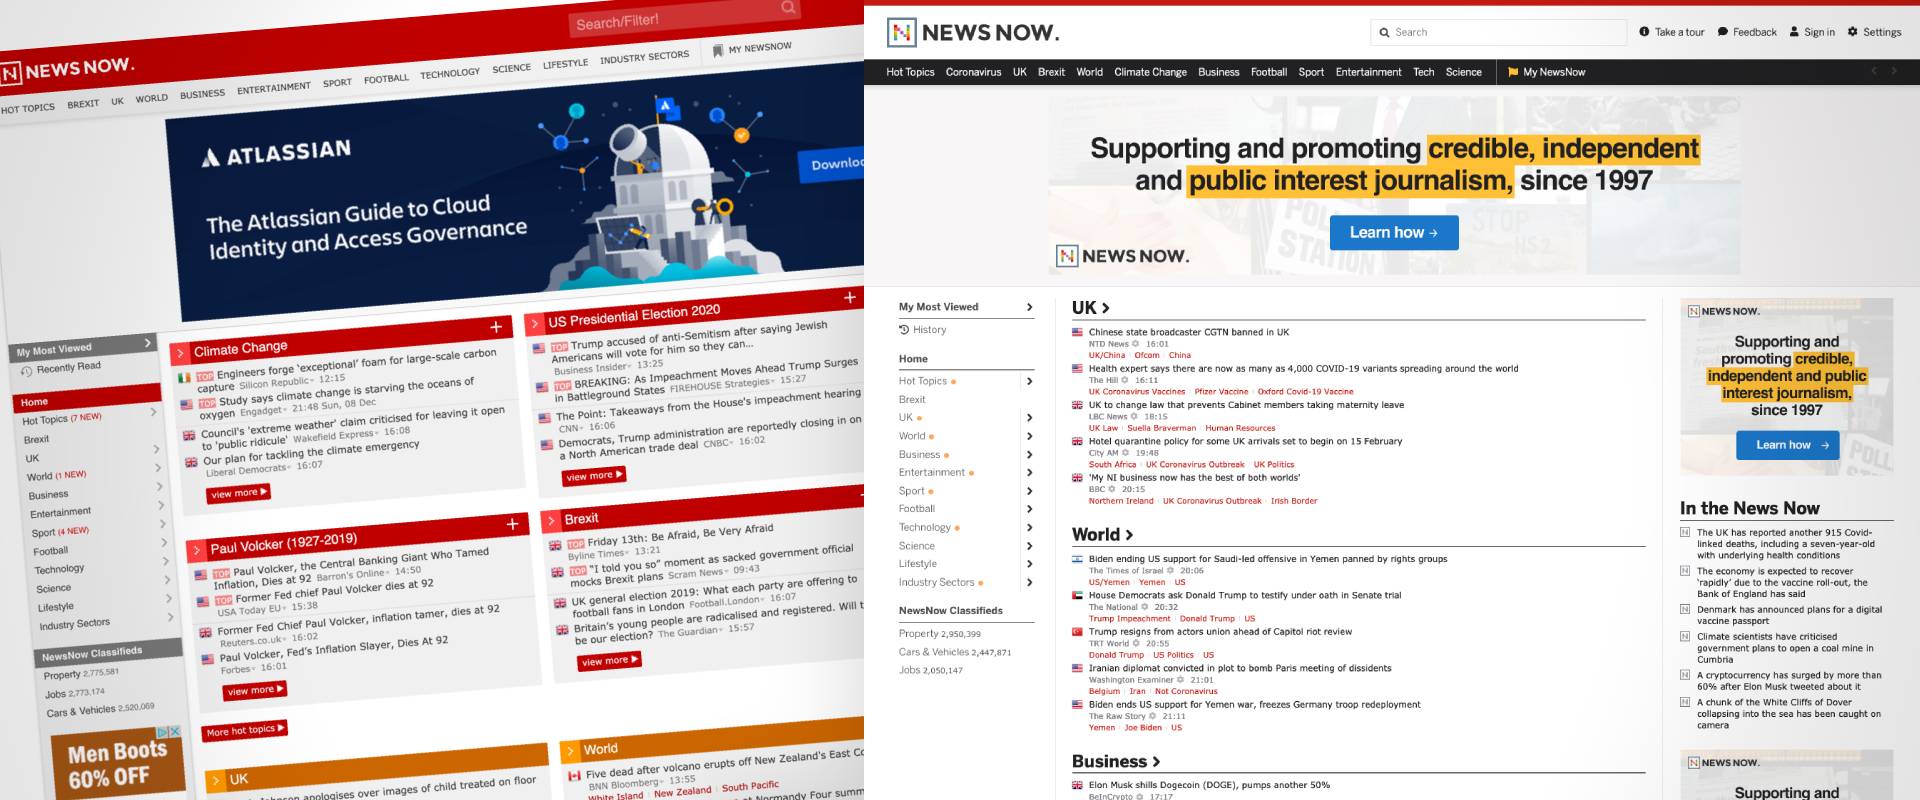 Search/Filter!
NEWS NOW.
HOT TOPICS BREXIT UK WORLD BUSINESS ENTERTAINMENT SPORT FOOTBALL TECHNOLOGY SCIENCE LIFESTYLE INDUSTRY SECTORS MY NEWSNOW
ATLASSIAN
The Atlassian Guide to Cloud
Identity and Access Governance
My Most Viewed
Recently Read
Home
Hot Topics (7 NEW)
Brexit
UK
World (1 NEW)
Business
Entertainment
Sport (4 NEW)
Football
Technology
Science
Lifestyle
Industry Sectors
NewsNow Classifieds
Property 2,775,581
Jobs 2,773,174
Cars & Vehicles 2,520,069
Men Boots
60% OFF
Climate Change
TOP Engineers forge 'exceptional' foam for large-scale carbon
capture Silicon Republic 12:15
TOP Study says climate change is starving the oceans of
oxygen Engadget 21:48 Sun, 08 Dec
Council's 'extreme weather' claim criticised for leaving it open
to 'public ridicule' Wakefield Express 16:08
Our plan for tackling the climate emergency
Liberal Democrats 16:07
view more
US Presidential Election 2020
TOP Trump accused of anti-Semitism after saying Jewish
Americans will vote for him so they can...
Business Insider 13:25
TOP BREAKING: As Impeachment Moves Ahead Trump Surges
in Battleground States FIREHOUSE Strategies 15:27
The Point: Takeaways from the House's impeachment hearing
CNN 16:06
Democrats, Trump administration are reportedly closing in on
a North American trade deal CNBC 16:02
view more
Paul Volcker (1927-2019)
TOP Paul Volcker, the Central Banking Giant Who Tamed
Inflation, Dies at 92 Barron's Online 14:50
TOP Former Fed chief Paul Volcker dies at 92
USA Today EU 15:38
Former Fed Chief Paul Volcker, inflation tamer, dies at 92
Reuters.co.uk 16:02
Paul Volcker, Fed's Inflation Slayer, Dies At 92
Forbes 16:01
view more
Brexit
TOP Friday 13th: Be Afraid, Be Very Afraid
Byline Times 13:21
TOP "I told you so" moment as sacked government official
mocks Brexit plans Scram News 09:43
UK general election 2019: What each party are offering to
football fans in London Football.London 16:07
Britain's young people are radicalised and registered. Will t
be our election? The Guardian 15:57
view more
More hot topics
UK
apologises over images of child treated on floor
World
Five dead after volcano erupts off New Zealand's East Co
BNN Bloomberg 13:55
White Island New Zealand South Pacific
Normandy Four summ
NEWS NOW.
Search
Take a tour Feedback Sign in Settings
Hot Topics Coronavirus UK Brexit World Climate Change Business Football Sport Entertainment Tech Science My NewsNow
Supporting and promoting credible, independent
and public interest journalism, since 1997
Learn how →
NEWS NOW.
POLL
STATION
STOP
HS2
My Most Viewed
History
Home
Hot Topics
Brexit
UK
World
Business
Entertainment
Sport
Football
Technology
Science
Lifestyle
Industry Sectors
NewsNow Classifieds
Property 2,950,399
Cars & Vehicles 2,447,871
Jobs 2,050,147
UK
Chinese state broadcaster CGTN banned in UK
NTD News 16:01
UK/China Ofcom China
Health expert says there are now as many as 4,000 COVID-19 variants spreading around the world
The Hill 16:11
UK Coronavirus Vaccines Pfizer Vaccine Oxford Covid-19 Vaccine
UK to change law that prevents Cabinet members taking maternity leave
LBC News 18:15
UK Law Suella Braverman Human Resources
Hotel quarantine policy for some UK arrivals set to begin on 15 February
City AM 19:48
South Africa UK Coronavirus Outbreak UK Politics
'My NI business now has the best of both worlds'
BBC 20:15
Northern Ireland UK Coronavirus Outbreak Irish Border
World
Biden ending US support for Saudi-led offensive in Yemen panned by rights groups
The Times of Israel 20:06
US/Yemen Yemen US
House Democrats ask Donald Trump to testify under oath in Senate trial
The National 20:32
Trump Impeachment Donald Trump US
Trump resigns from actors union ahead of Capitol riot review
TRT World 20:55
Donald Trump US Politics US
Iranian diplomat convicted in plot to bomb Paris meeting of dissidents
Washington Examiner 21:01
Belgium Iran Not Coronavirus
Biden ends US support for Yemen war, freezes Germany troop redeployment
The Raw Story 21:11
Yemen Joe Biden US
Business
Elon Musk shills Dogecoin (DOGE), pumps another 50%
BeInCrypto 17:17
NEWS NOW.
Supporting and
promoting credible,
independent and public
interest journalism,
since 1997
Learn how →
In the News Now
The UK has reported another 915 Covid-
linked deaths, including a seven-year-old
with underlying health conditions
The economy is expected to recover
'rapidly' due to the vaccine roll-out, the
Bank of England has said
Denmark has announced plans for a digital
vaccine passport
Climate scientists have criticised
government plans to open a coal mine in
Cumbria
A cryptocurrency has surged by more than
60% after Elon Musk tweeted about it
A chunk of the White Cliffs of Dover
collapsing into the sea has been caught on
camera
NEWS NOW.
Supporting and